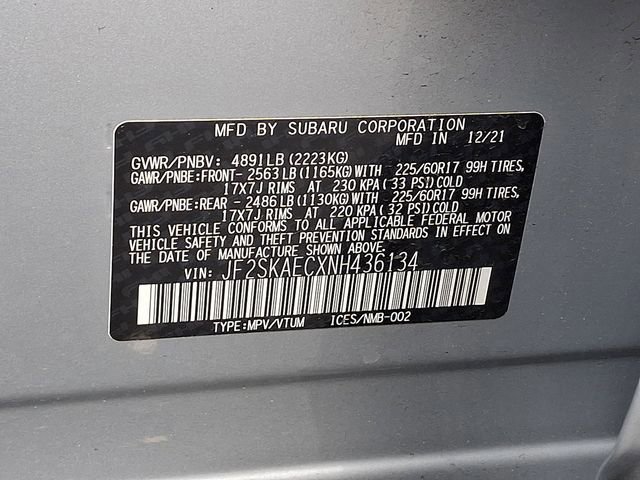 MFD BY SUBARU CORPORATION
MFD IN 12/21
GVWR/PNBV: 4891LB(2223KG)
GAWR/PNBE:FRONT- 2563LB(1165KG)WITH 225/60R17 99H TIRES,
17X7J RIMS AT 230 KPA(33 PSI)COLD
GAWR/PNBE:REAR - 2486LB(1130KG)WITH 225/60R17 99H TIRES,
17X7J RIMS AT 220 KPA(32 PSI)COLD
THIS VEHICLE CONFORMS TO ALL APPLICABLE FEDERAL MOTOR
VEHICLE SAFETY AND THEFT PREVENTION STANDARDS IN EFFECT ON
THE DATE OF MANUFACTURE SHOWN ABOVE.
VIN: JF2SKAECXNH436134
TYPE:MPV/VTUM ICES/NMB-002